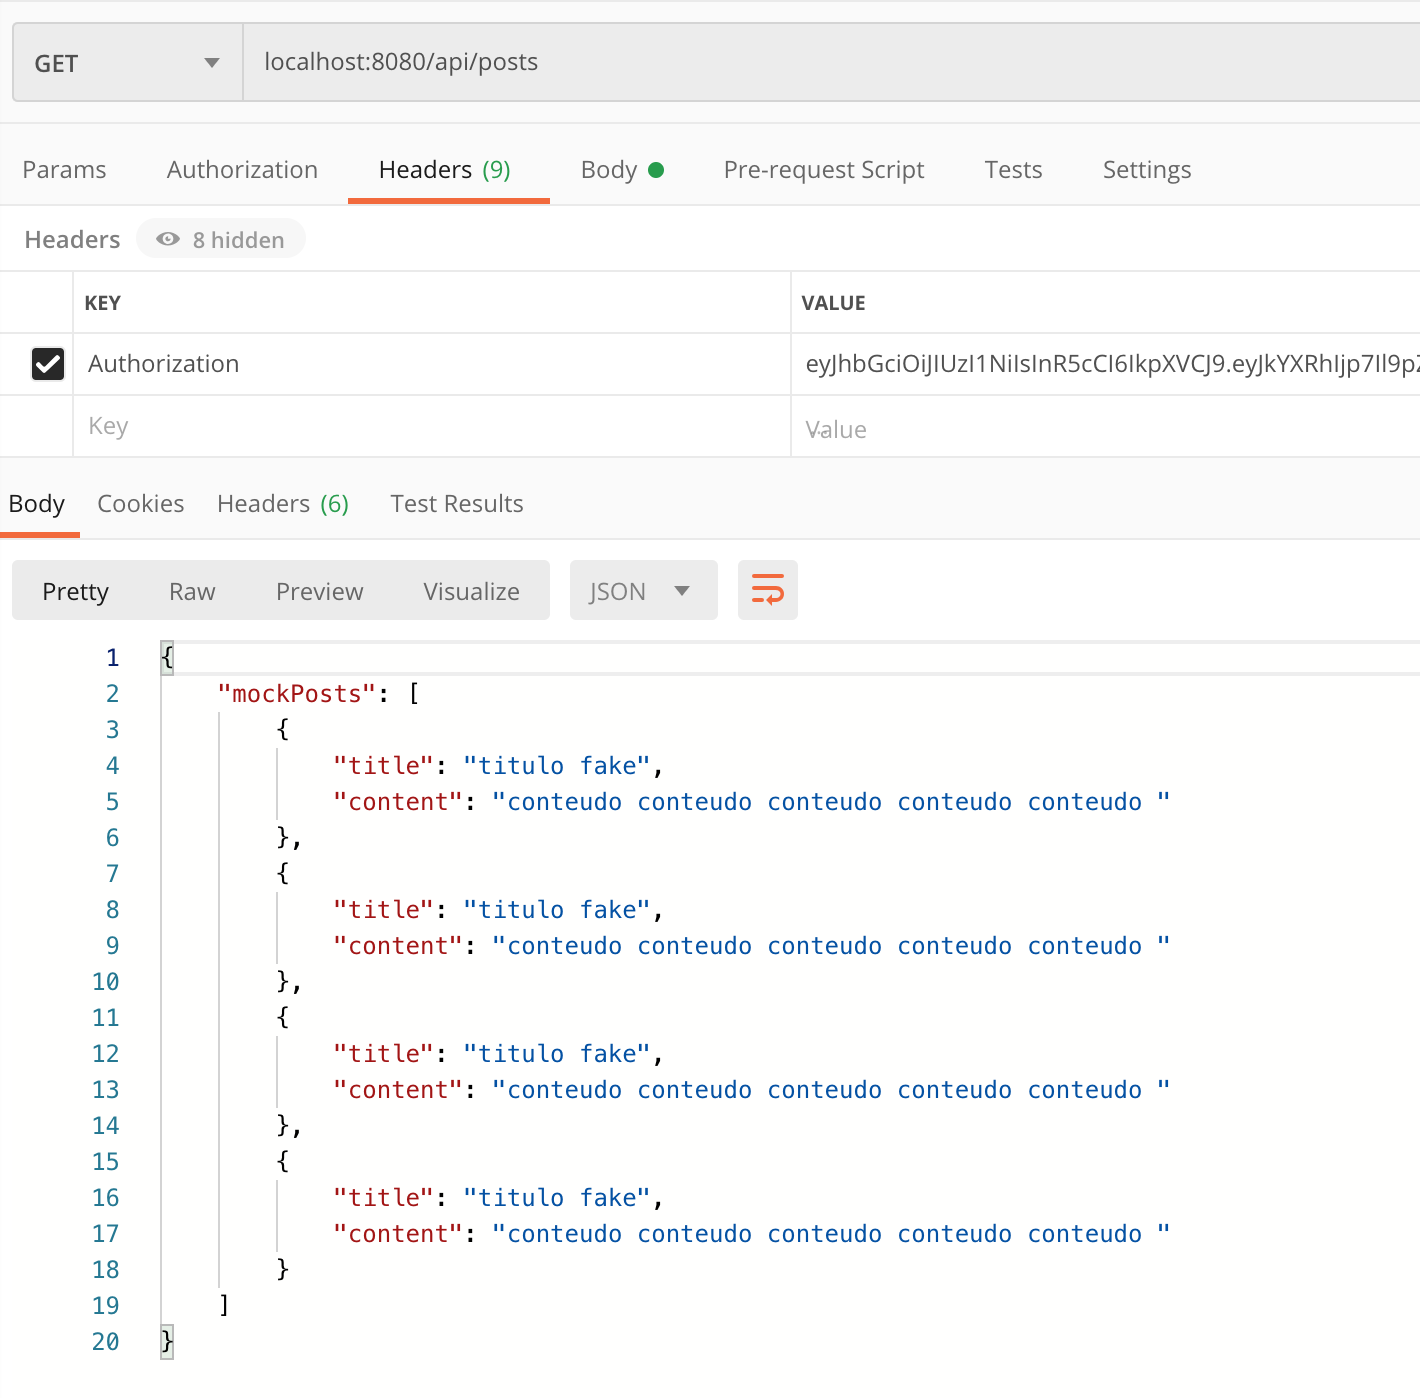 GET localhost:8080/api/posts
Params Authorization Headers (9) Body Pre-request Script Tests Settings
Headers 8 hidden
KEY VALUE
Authorization eyJhbGciOiJIUzI1NiIsInR5cCI6IkpXVCJ9.eyJkYXRhIjp7Il9pZ
Key Value
Body Cookies Headers (6) Test Results
Pretty Raw Preview Visualize JSON
1 {
2 "mockPosts": [
3 {
4 "title": "titulo fake",
5 "content": "conteudo conteudo conteudo conteudo conteudo "
6 },
7 {
8 "title": "titulo fake",
9 "content": "conteudo conteudo conteudo conteudo conteudo "
10 },
11 {
12 "title": "titulo fake",
13 "content": "conteudo conteudo conteudo conteudo conteudo "
14 },
15 {
16 "title": "titulo fake",
17 "content": "conteudo conteudo conteudo conteudo conteudo "
18 }
19 ]
20 }